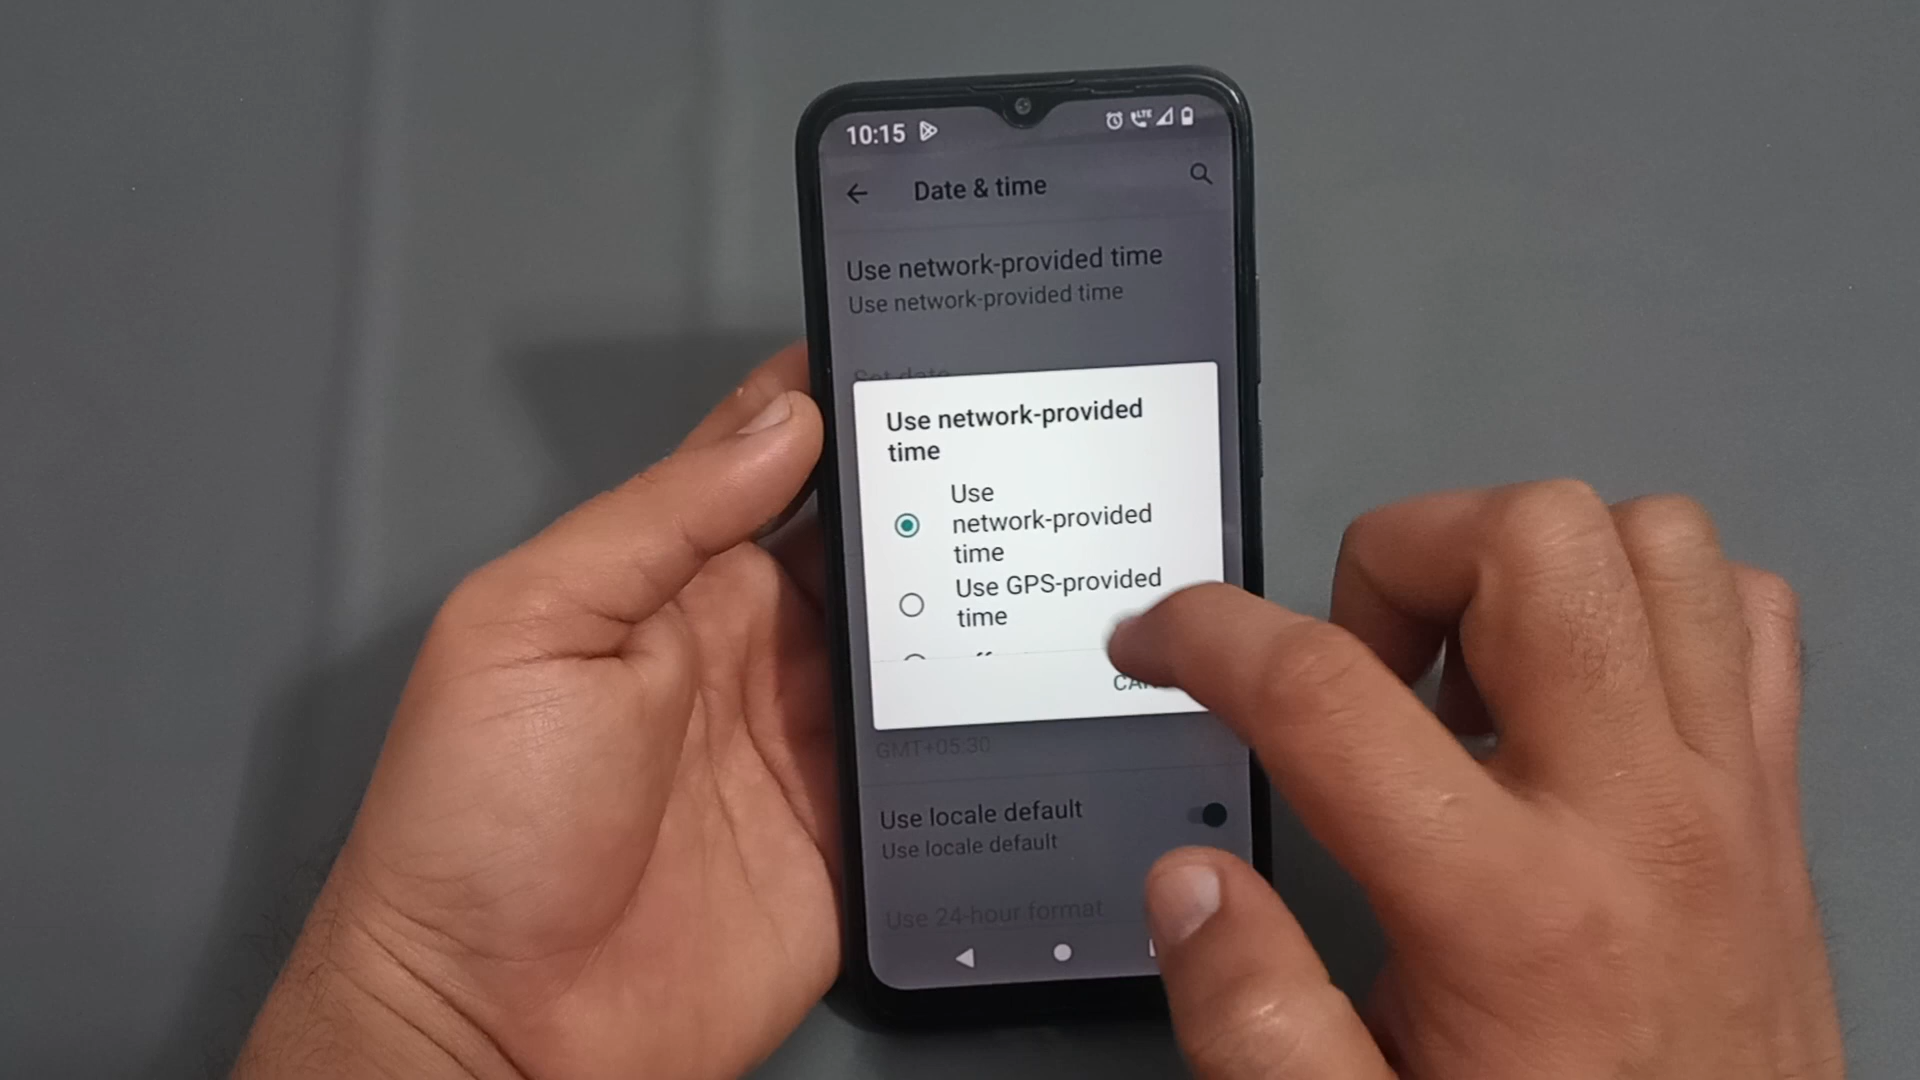 10:15
LTE
Date & time
Use network-provided time
Use network-provided time
Set date
Use network-provided
time
Use
network-provided
time
Use GPS-provided
time
GMT+05:30
Use locale default
Use locale default
Use 24-hour format